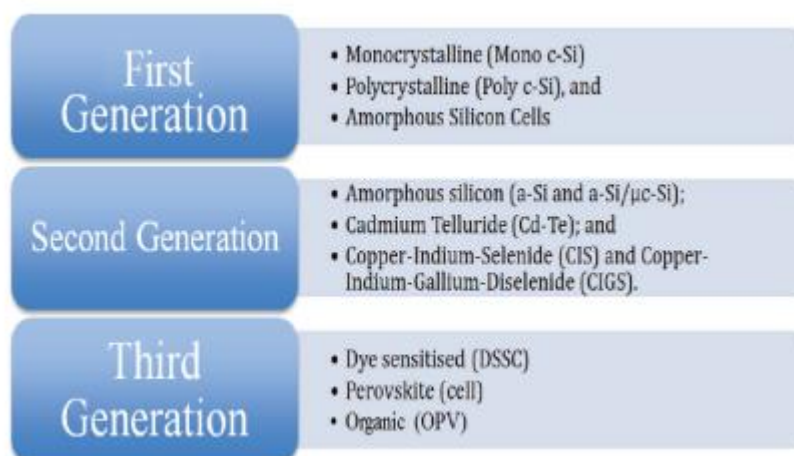 First
Generation
• Monocrystalline (Mono c-Si)
• Polycrystalline (Poly c-Si), and
• Amorphous Silicon Cells
Second Generation
• Amorphous silicon (a-Si and a-Si/µc-Si);
• Cadmium Telluride (Cd-Te); and
• Copper-Indium-Selenide (CIS) and Copper-
Indium-Gallium-Diselenide (CIGS).
Third
Generation
• Dye sensitised (DSSC)
• Perovskite (cell)
• Organic (OPV)